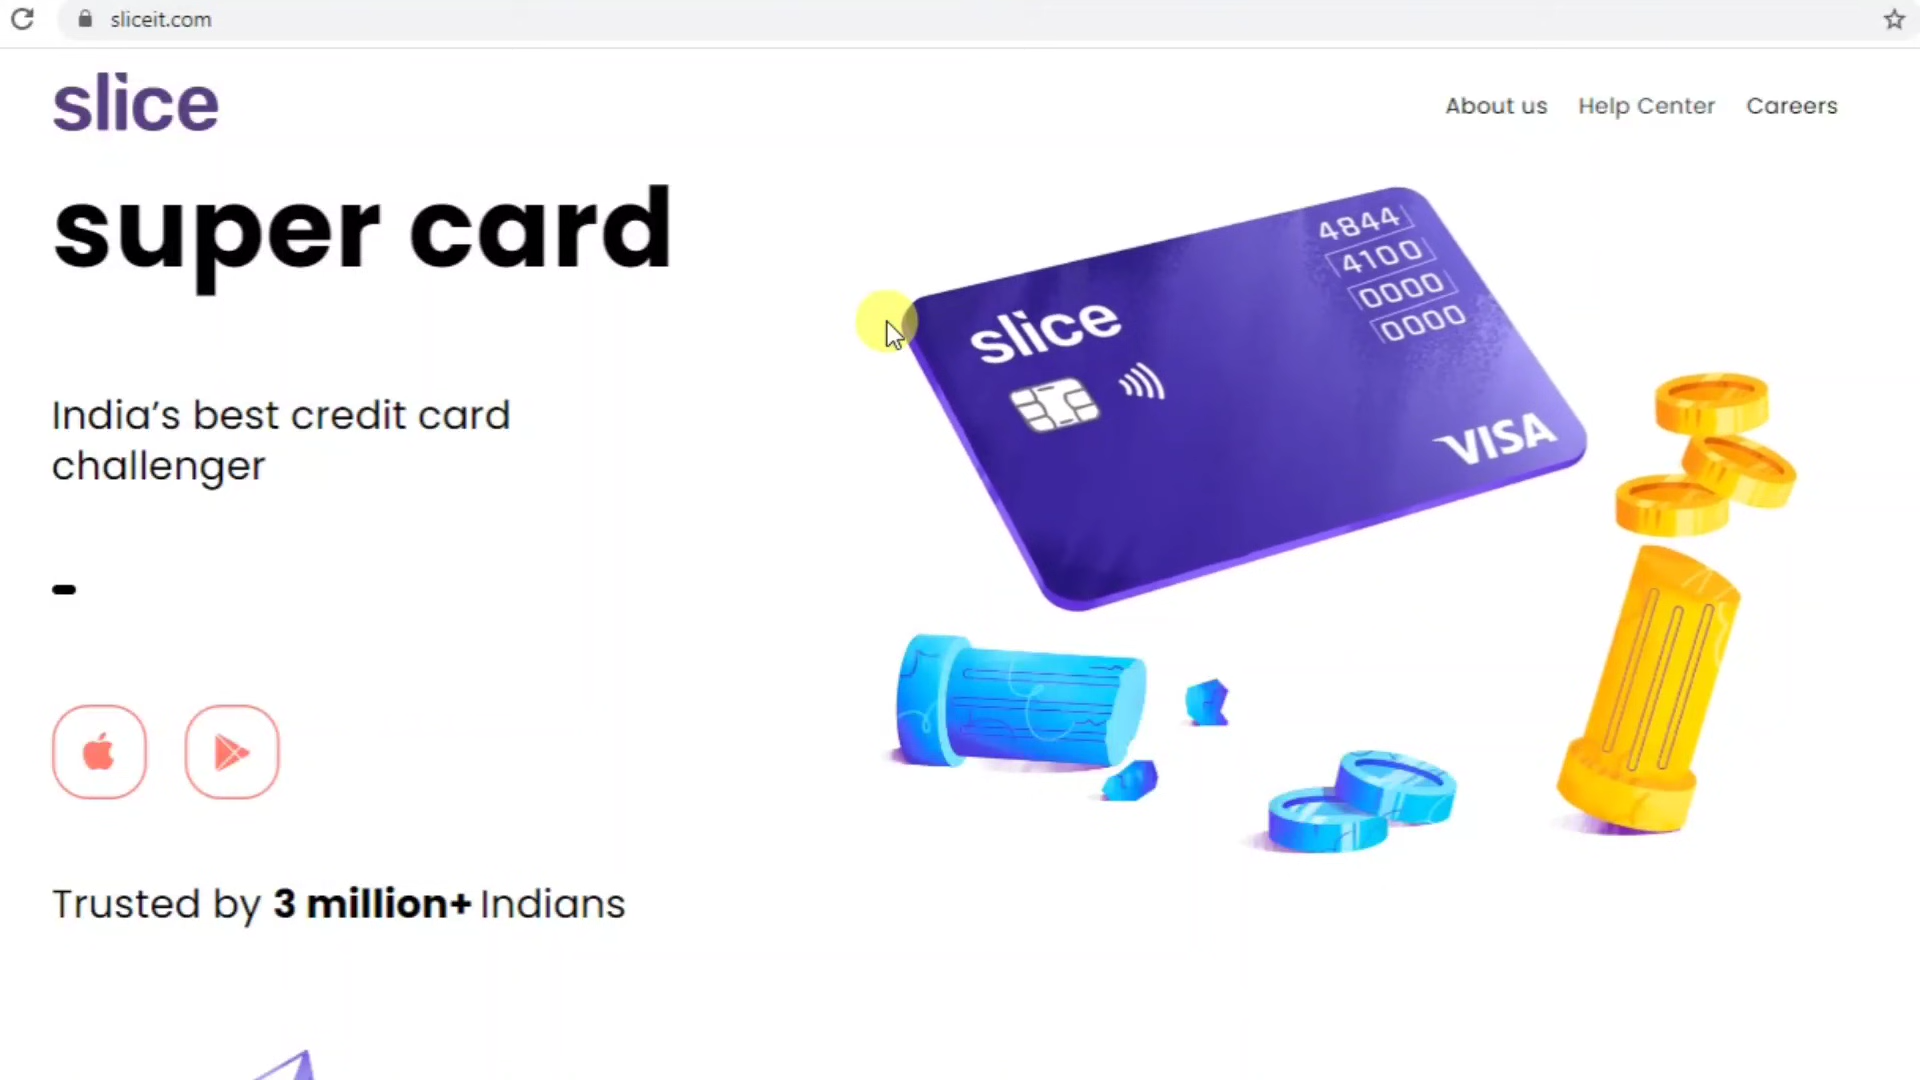 sliceit.com
slice
About us Help Center Careers
super card
India’s best credit card
challenger
-
Trusted by 3 million+ Indians
slice
4844
4100
0000
0000
VISA